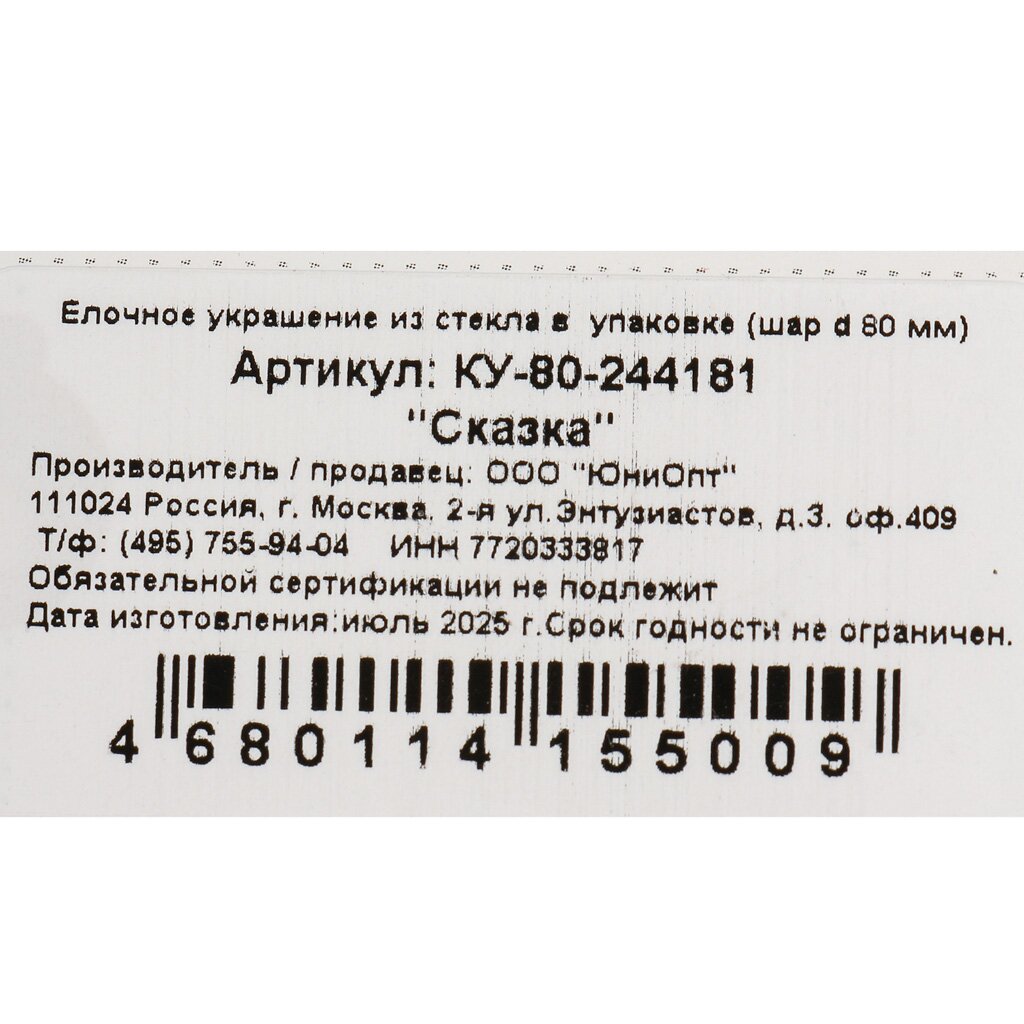 Елочное украшение из стекла в упаковке (шар d 80 мм)
Артикул: КУ-80-244181
"Сказка"
Производитель / продавец: ООО "ЮниОпт"
111024 Россия, г. Москва, 2-я ул.Энтузиастов, д.3. оф.409
Т/ф: (495) 755-94-04 ИНН 7720333817
Обязательной сертификации не подлежит
Дата изготовления:июль 2025 г.Срок годности не ограничен.
4 680114 155009